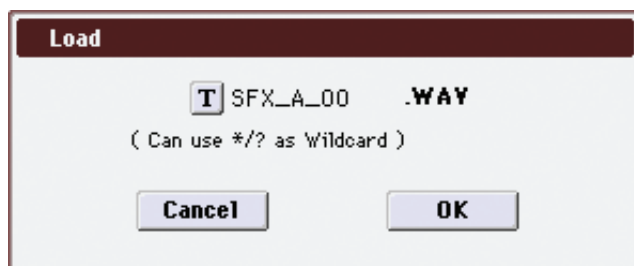 Load
T SFX_A_00 .WAV
( Can use */? as Wildcard )
Cancel OK